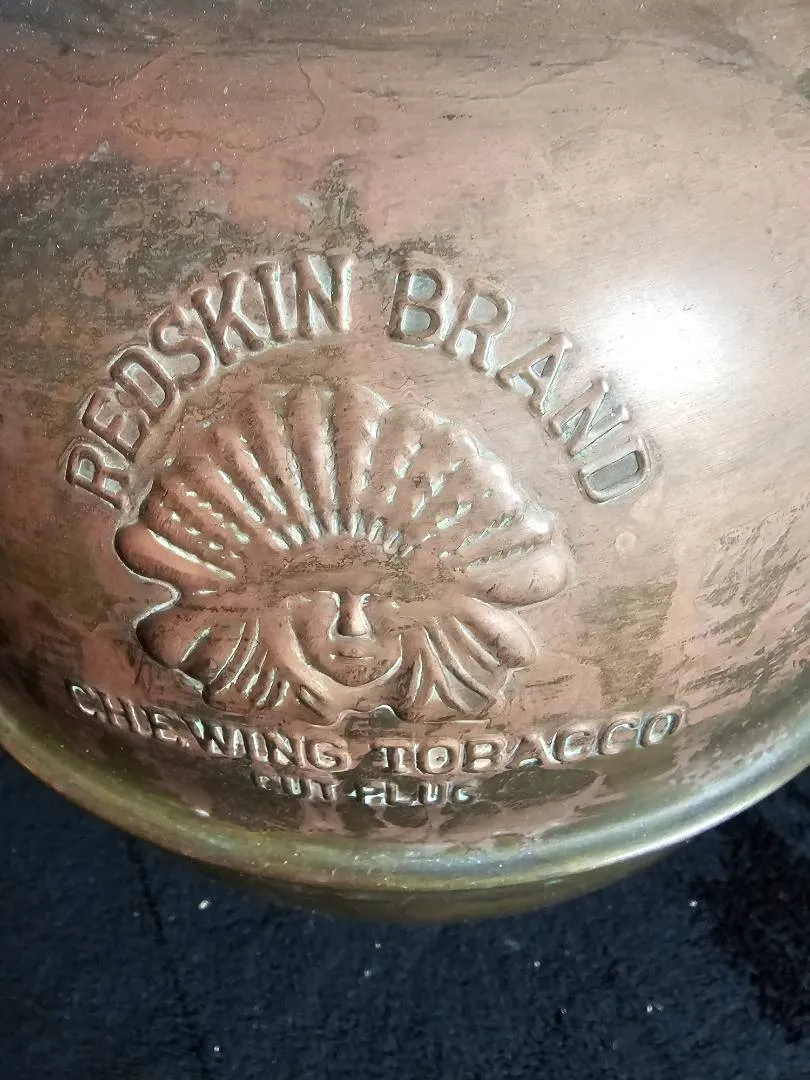 REDSKIN BRAND
CHEWING TOBACCO
CUT PLUG